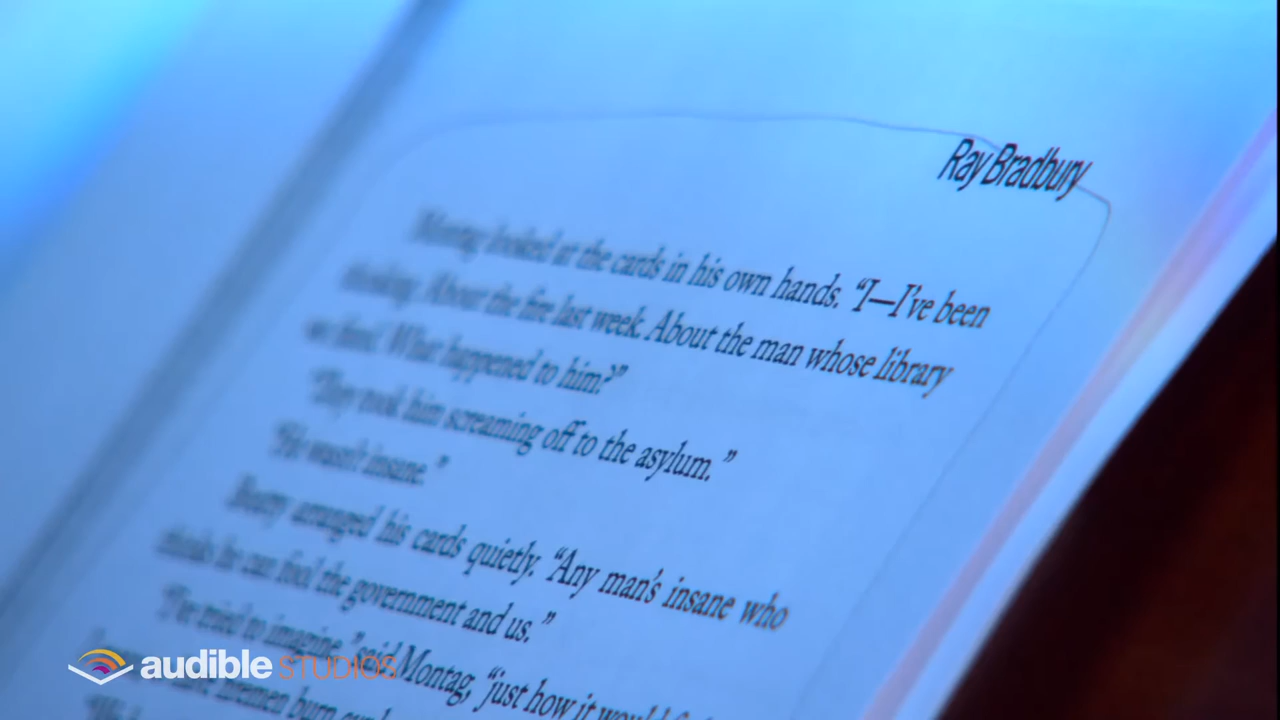 Ray Bradbury
Montag looked at the cards in his own hands. “I—I’ve been
thinking. About the fire last week. About the man whose library
we fixed. What happened to him?”
“They took him screaming off to the asylum.”
“He wasn’t insane.”
Beatty arranged his cards quietly. “Any man’s insane who
thinks he can fool the government and us.”
“I’ve tried to imagine,” said Montag, “just how it would
firemen burn
audible STUDIOS